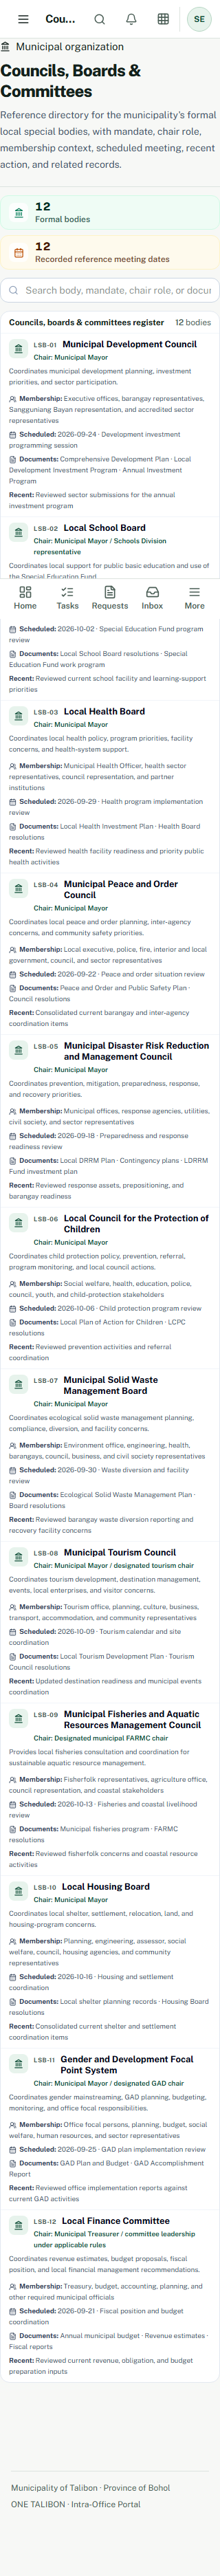 Cou...
SE
Municipal organization
Councils, Boards &
Committees
Reference directory for the municipality's formal
local special bodies, with mandate, chair role,
membership context, scheduled meeting, recent
action, and related records.
12
Formal bodies
12
Recorded reference meeting dates
Search body, mandate, chair role, or docu
Councils, boards & committees register 12 bodies
LSB-01 Municipal Development Council
Chair: Municipal Mayor
Coordinates municipal development planning, investment
priorities, and sector participation.
Membership: Executive offices, barangay representatives,
Sangguniang Bayan representation, and accredited sector
representatives
Scheduled: 2026-09-24 · Development investment
programming session
Documents: Comprehensive Development Plan · Local
Development Investment Program · Annual Investment
Program
Recent: Reviewed sector submissions for the annual
investment program
LSB-02 Local School Board
Chair: Municipal Mayor / Schools Division
representative
Coordinates local support for public basic education and use of
the Special Education Fund.
Home Tasks Requests Inbox More
Scheduled: 2026-10-02 · Special Education Fund program
review
Documents: Local School Board resolutions · Special
Education Fund work program
Recent: Reviewed current school facility and learning-support
priorities
LSB-03 Local Health Board
Chair: Municipal Mayor
Coordinates local health policy, program priorities, facility
concerns, and health-system support.
Membership: Municipal Health Officer, health sector
representatives, council representation, and partner
institutions
Scheduled: 2026-09-29 · Health program implementation
review
Documents: Local Health Investment Plan · Health Board
resolutions
Recent: Reviewed health facility readiness and priority public
health activities
LSB-04 Municipal Peace and Order
Council
Chair: Municipal Mayor
Coordinates local peace and order planning, inter-agency
concerns, and community safety priorities.
Membership: Local executive, police, fire, interior and local
government, council, and sector representatives
Scheduled: 2026-09-22 · Peace and order situation review
Documents: Peace and Order and Public Safety Plan ·
Council resolutions
Recent: Consolidated current barangay and inter-agency
coordination items
LSB-05 Municipal Disaster Risk Reduction
and Management Council
Chair: Municipal Mayor
Coordinates prevention, mitigation, preparedness, response,
and recovery priorities.
Membership: Municipal offices, response agencies, utilities,
civil society, and sector representatives
Scheduled: 2026-09-18 · Preparedness and response
readiness review
Documents: Local DRRM Plan · Contingency plans · LDRRM
Fund investment plan
Recent: Reviewed response assets, prepositioning, and
barangay readiness
LSB-06 Local Council for the Protection of
Children
Chair: Municipal Mayor
Coordinates child protection policy, prevention, referral,
program monitoring, and local council actions.
Membership: Social welfare, health, education, police,
council, youth, and child-protection stakeholders
Scheduled: 2026-10-06 · Child protection program review
Documents: Local Plan of Action for Children · LCPC
resolutions
Recent: Reviewed prevention activities and referral
coordination
LSB-07 Municipal Solid Waste
Management Board
Chair: Municipal Mayor
Coordinates ecological solid waste management planning,
compliance, diversion, and facility concerns.
Membership: Environment office, engineering, health,
barangays, council, business, and civil society representatives
Scheduled: 2026-09-30 · Waste diversion and facility
review
Documents: Ecological Solid Waste Management Plan ·
Board resolutions
Recent: Reviewed barangay waste diversion reporting and
recovery facility concerns
LSB-08 Municipal Tourism Council
Chair: Municipal Mayor / designated tourism chair
Coordinates tourism development, destination management,
events, local enterprises, and visitor concerns.
Membership: Tourism office, planning, culture, business,
transport, accommodation, and community representatives
Scheduled: 2026-10-09 · Tourism calendar and site
coordination
Documents: Local Tourism Development Plan · Tourism
Council resolutions
Recent: Updated destination readiness and municipal events
coordination
LSB-09 Municipal Fisheries and Aquatic
Resources Management Council
Chair: Designated municipal FARMC chair
Provides local fisheries consultation and coordination for
sustainable aquatic resource management.
Membership: Fisherfolk representatives, agriculture office,
council representation, and coastal stakeholders
Scheduled: 2026-10-13 · Fisheries and coastal livelihood
review
Documents: Municipal fisheries program · FARMC
resolutions
Recent: Reviewed fisherfolk concerns and coastal resource
activities
LSB-10 Local Housing Board
Chair: Municipal Mayor
Coordinates local shelter, settlement, relocation, land, and
housing-program concerns.
Membership: Planning, engineering, assessor, social
welfare, council, housing agencies, and community
representatives
Scheduled: 2026-10-16 · Housing and settlement
coordination
Documents: Local shelter planning records · Housing Board
resolutions
Recent: Consolidated current shelter and settlement
coordination items
LSB-11 Gender and Development Focal
Point System
Chair: Municipal Mayor / designated GAD chair
Coordinates gender mainstreaming, GAD planning, budgeting,
monitoring, and office focal responsibilities.
Membership: Office focal persons, planning, budget, social
welfare, human resources, and sector representatives
Scheduled: 2026-09-25 · GAD plan implementation review
Documents: GAD Plan and Budget · GAD Accomplishment
Report
Recent: Reviewed office implementation reports against
current GAD activities
LSB-12 Local Finance Committee
Chair: Municipal Treasurer / committee leadership
under applicable rules
Coordinates revenue estimates, budget proposals, fiscal
position, and local financial management recommendations.
Membership: Treasury, budget, accounting, planning, and
other required municipal officials
Scheduled: 2026-09-21 · Fiscal position and budget
coordination
Documents: Annual municipal budget · Revenue estimates ·
Fiscal reports
Recent: Reviewed current revenue, obligation, and budget
preparation inputs
Municipality of Talibon · Province of Bohol
ONE TALIBON · Intra-Office Portal